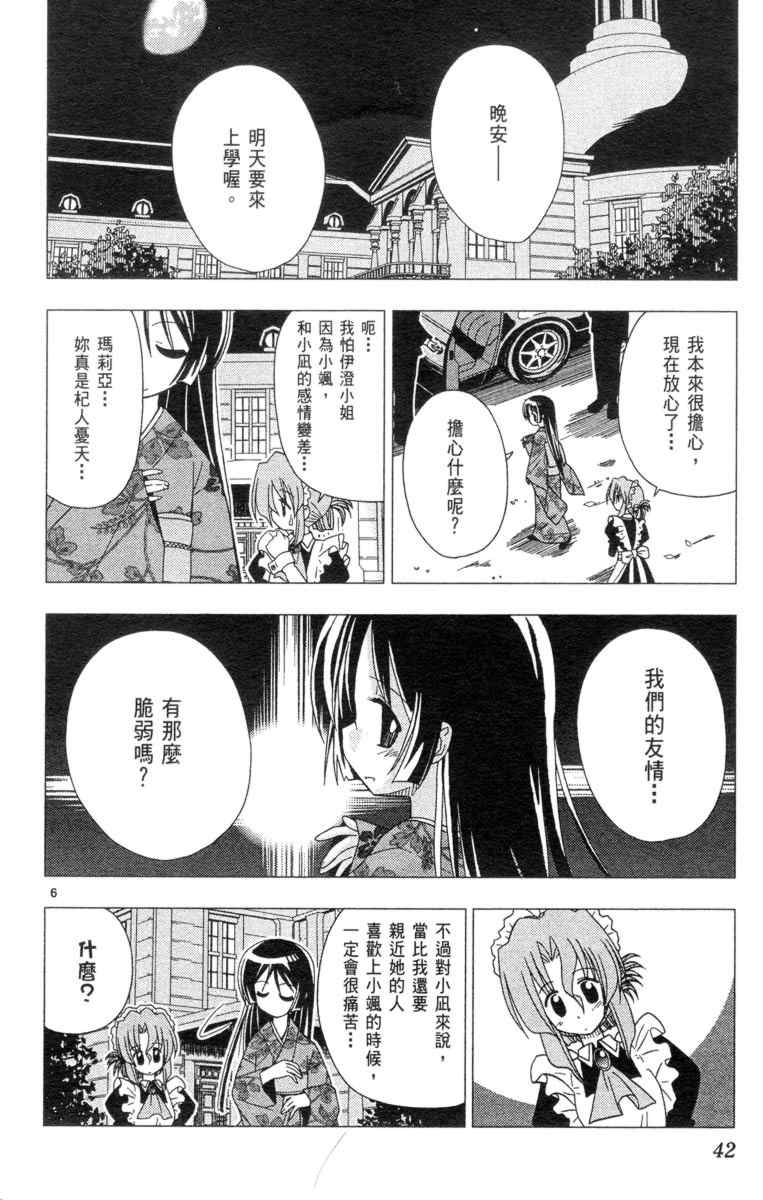 晚安——
明天要來
上學喔。
我本來很擔心，
現在放心了…
擔心什麼呢？
呃…
我怕伊澄小姐
因為小颯，
和小凪的感情變差…
瑪莉亞…
妳真是杞人憂天…
我們的友情…
有那麼
脆弱嗎？
6
不過對小凪來說，
當比我還要
親近她的人
喜歡上小颯的時候，
一定會很痛苦…
什麼？
42